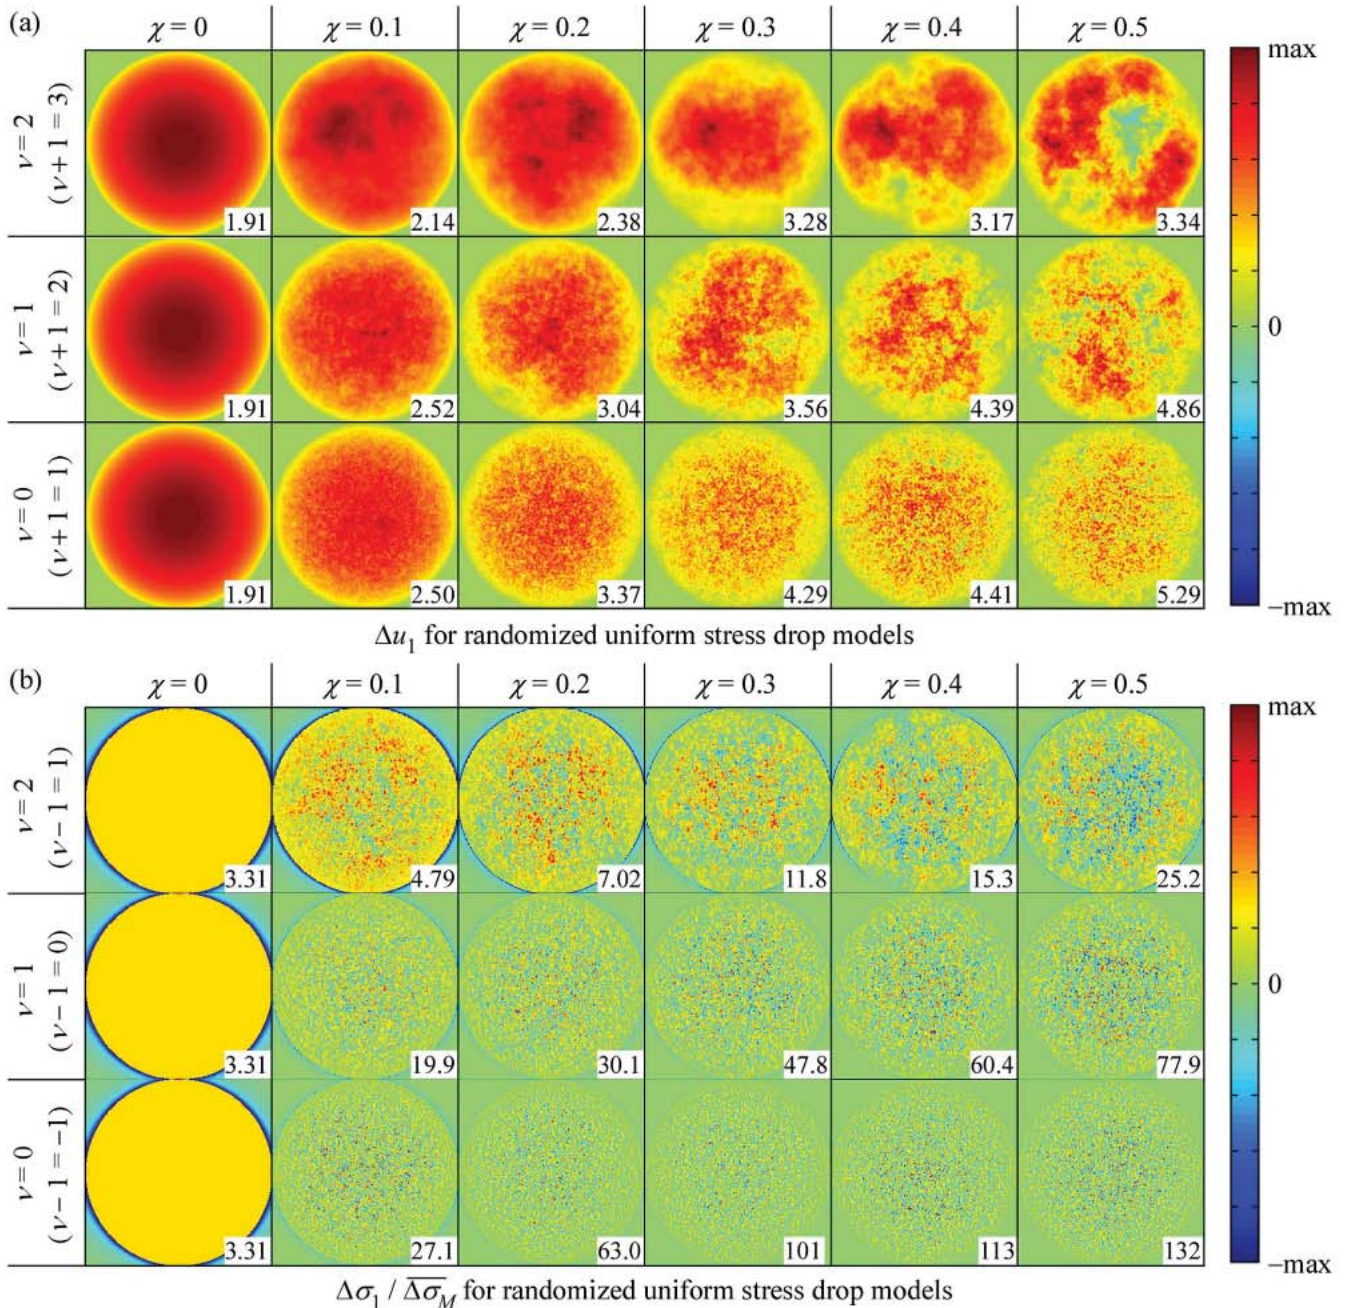 (a)
χ = 0 χ = 0.1 χ = 0.2 χ = 0.3 χ = 0.4 χ = 0.5
max
ν = 2
(ν + 1 = 3)
1.91 2.14 2.38 3.28 3.17 3.34
ν = 1
(ν + 1 = 2)
0
1.91 2.52 3.04 3.56 4.39 4.86
ν = 0
(ν + 1 = 1)
1.91 2.50 3.37 4.29 4.41 5.29
−max
Δu₁ for randomized uniform stress drop models
(b)
χ = 0 χ = 0.1 χ = 0.2 χ = 0.3 χ = 0.4 χ = 0.5
max
ν = 2
(ν − 1 = 1)
3.31 4.79 7.02 11.8 15.3 25.2
ν = 1
(ν − 1 = 0)
0
3.31 19.9 30.1 47.8 60.4 77.9
ν = 0
(ν − 1 = −1)
3.31 27.1 63.0 101 113 132
−max
Δσ₁ / Δσ_M for randomized uniform stress drop models